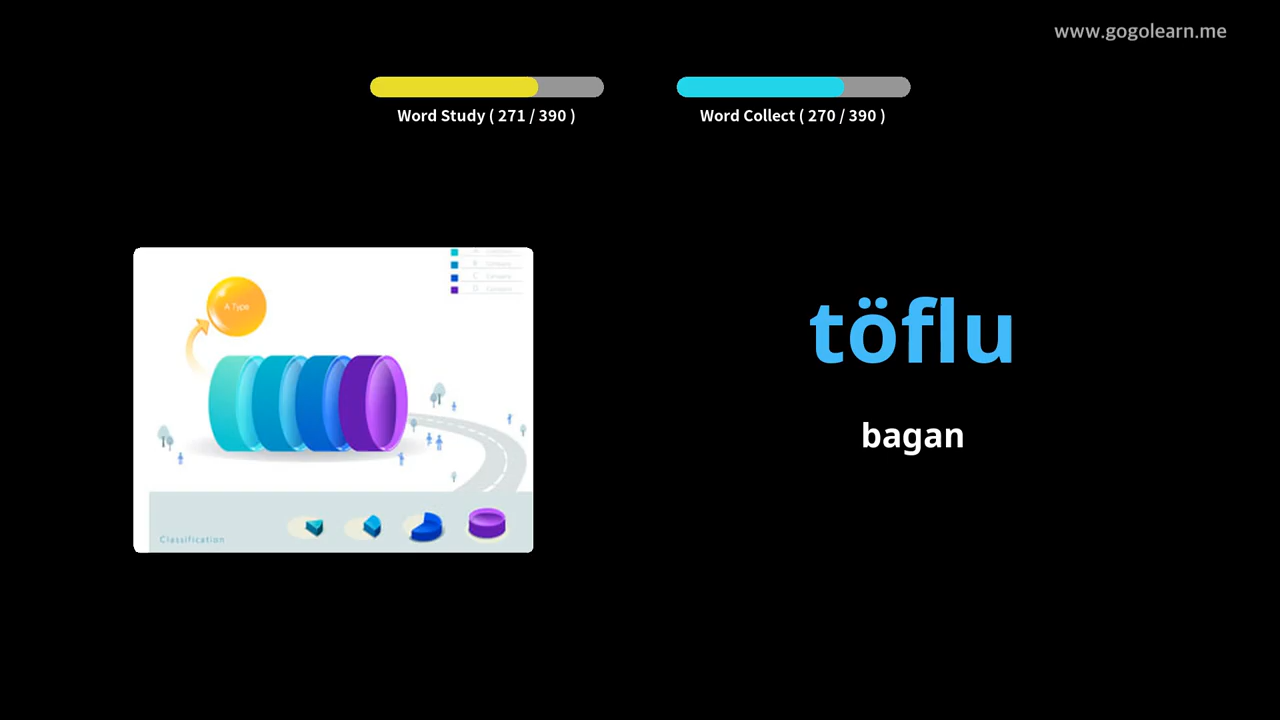 www.gogolearn.me
Word Study ( 271 / 390 )
Word Collect ( 270 / 390 )
A Type
C
Classification
töflu
bagan